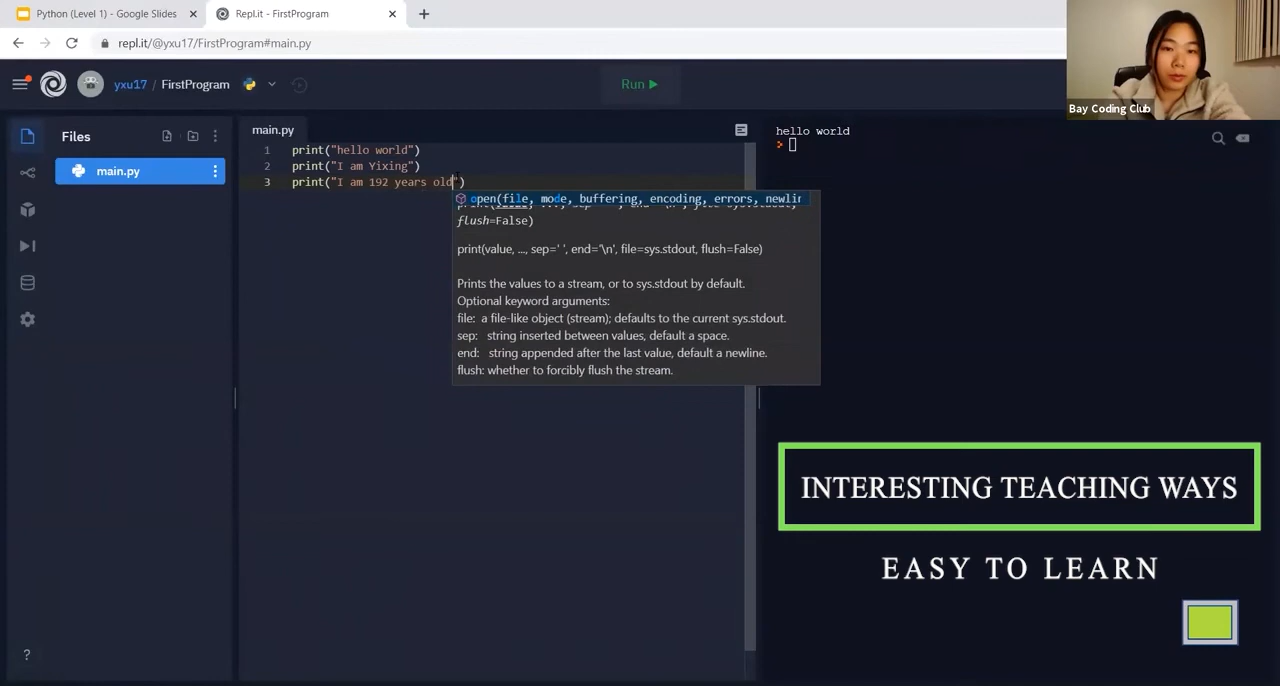 Python (Level 1) - Google Slides
Repl.it - FirstProgram
repl.it/@yxu17/FirstProgram#main.py
Bay Coding Club
yxu17 / FirstProgram
Run
Files
main.py
main.py
1 print("hello world")
2 print("I am Yixing")
3 print("I am 192 years old")
open(file, mode, buffering, encoding, errors, newlin
flush=False)
print(value, ..., sep=' ', end='\n', file=sys.stdout, flush=False)
Prints the values to a stream, or to sys.stdout by default.
Optional keyword arguments:
file: a file-like object (stream); defaults to the current sys.stdout.
sep: string inserted between values, default a space.
end: string appended after the last value, default a newline.
flush: whether to forcibly flush the stream.
hello world
>
INTERESTING TEACHING WAYS
EASY TO LEARN
?